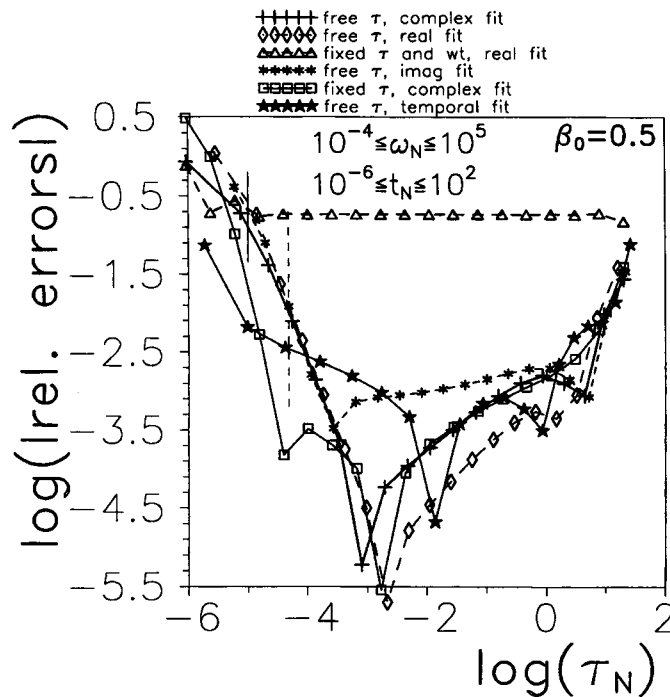 free τ, complex fit
free τ, real fit
fixed τ and wt, real fit
free τ, imag fit
fixed τ, complex fit
free τ, temporal fit
10⁻⁴≦ω_N≦10⁵
β₀=0.5
10⁻⁶≦t_N≦10²
log(|rel. errors|)
0.5
−0.5
−1.5
−2.5
−3.5
−4.5
−5.5
−6 −4 −2 0 2
log(τ_N)